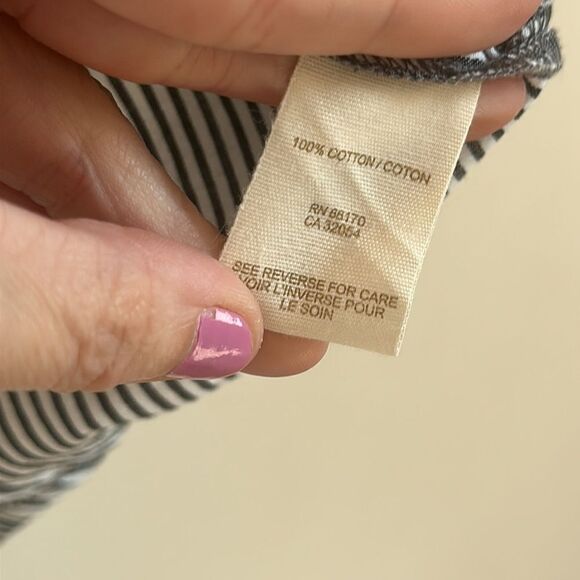 100% COTTON / COTON
RN 88170
CA 32054
SEE REVERSE FOR CARE
VOIR L'INVERSE POUR
LE SOIN